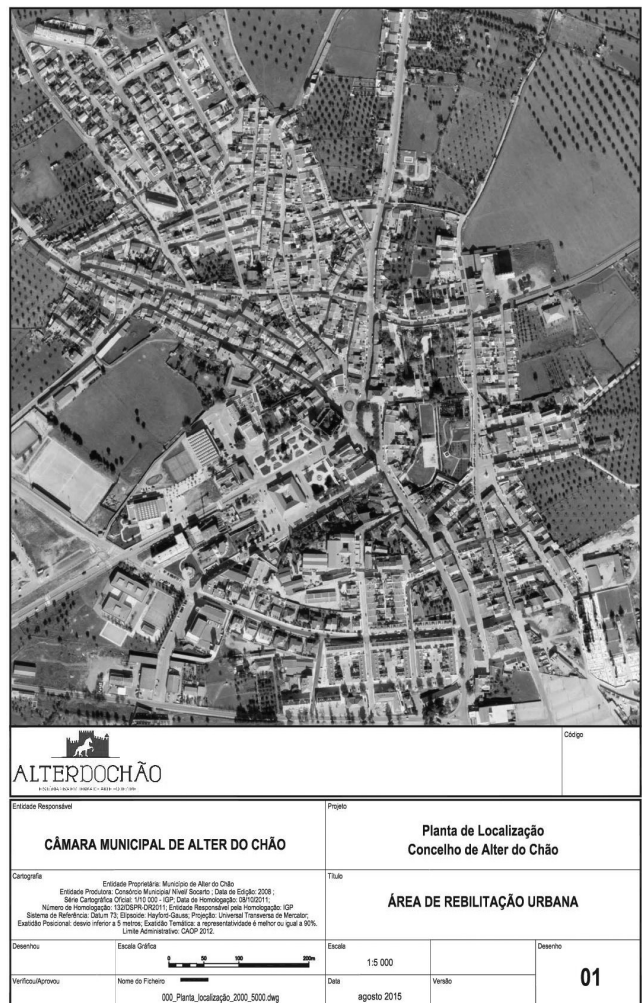 ALTERDOCHÃO
Código
Entidade Responsável
CÂMARA MUNICIPAL DE ALTER DO CHÃO
Projeto
Planta de Localização
Concelho de Alter do Chão
Cartografia
Entidade Proprietária: Município de Alter do Chão
Entidade Produtora: Consórcio Municipia/ Nível/ Socarto ; Data de Edição: 2008 ;
Série Cartográfica Oficial: 1/10 000 - IGP; Data de Homologação: 08/10/2011;
Número de Homologação: 132/DSPR-DR/2011; Entidade Responsável pela Homologação: IGP
Sistema de Referência: Datum 73; Elipsoide: Hayford-Gauss; Projeção: Universal Transversa de Mercator;
Exatidão Posicional: desvio inferior a 5 metros; Exatidão Temática: a representatividade é melhor ou igual a 90%.
Limite Administrativo: CAOP 2012.
Título
ÁREA DE REBILITAÇÃO URBANA
Desenhou
Escala Gráfica
0 50 100 200m
Escala
1:5 000
Desenho
01
Verificou/Aprovou
Nome do Ficheiro
000_Planta_localização_2000_5000.dwg
Data
agosto 2015
Versão